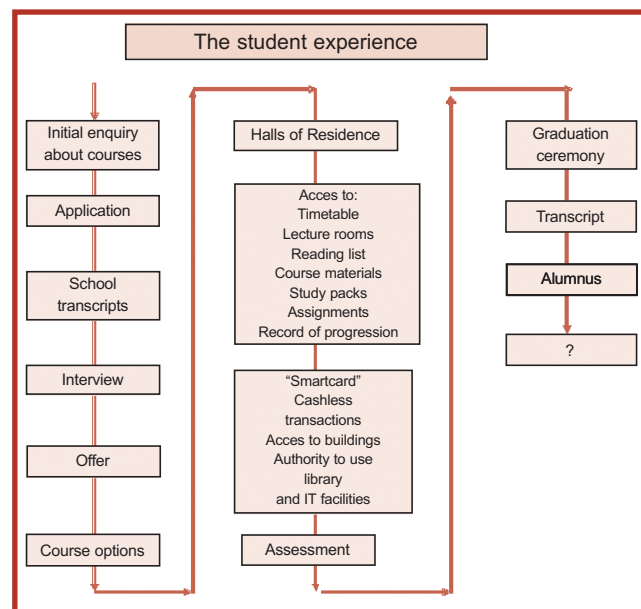 The student experience
Initial enquiry
about courses
Application
School
transcripts
Interview
Offer
Course options
Halls of Residence
Acces to:
Timetable
Lecture rooms
Reading list
Course materials
Study packs
Assignments
Record of progression
“Smartcard”
Cashless
transactions
Acces to buildings
Authority to use
library
and IT facilities
Assessment
Graduation
ceremony
Transcript
Alumnus
?